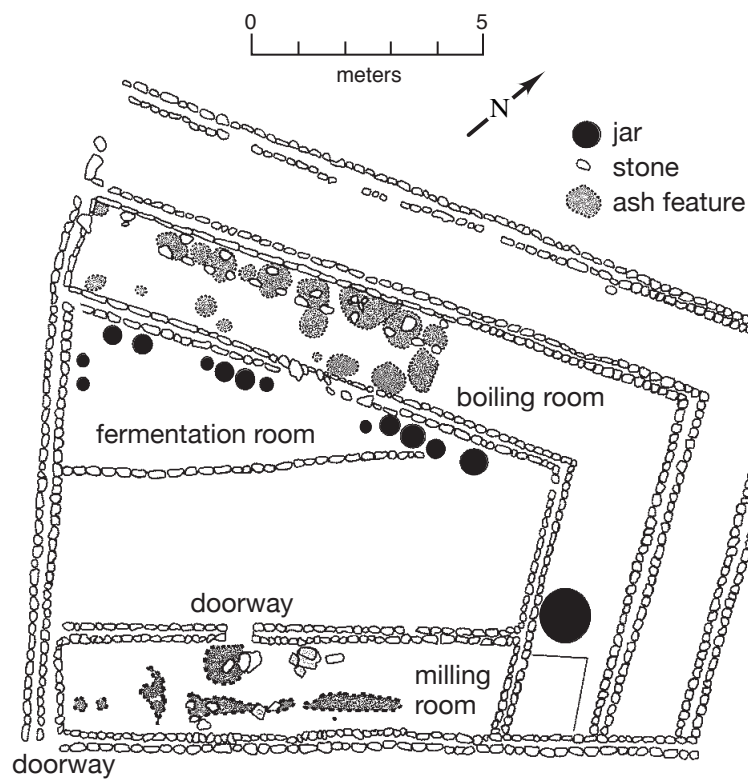 0 5
meters
N
jar
stone
ash feature
boiling room
fermentation room
doorway
milling
room
doorway